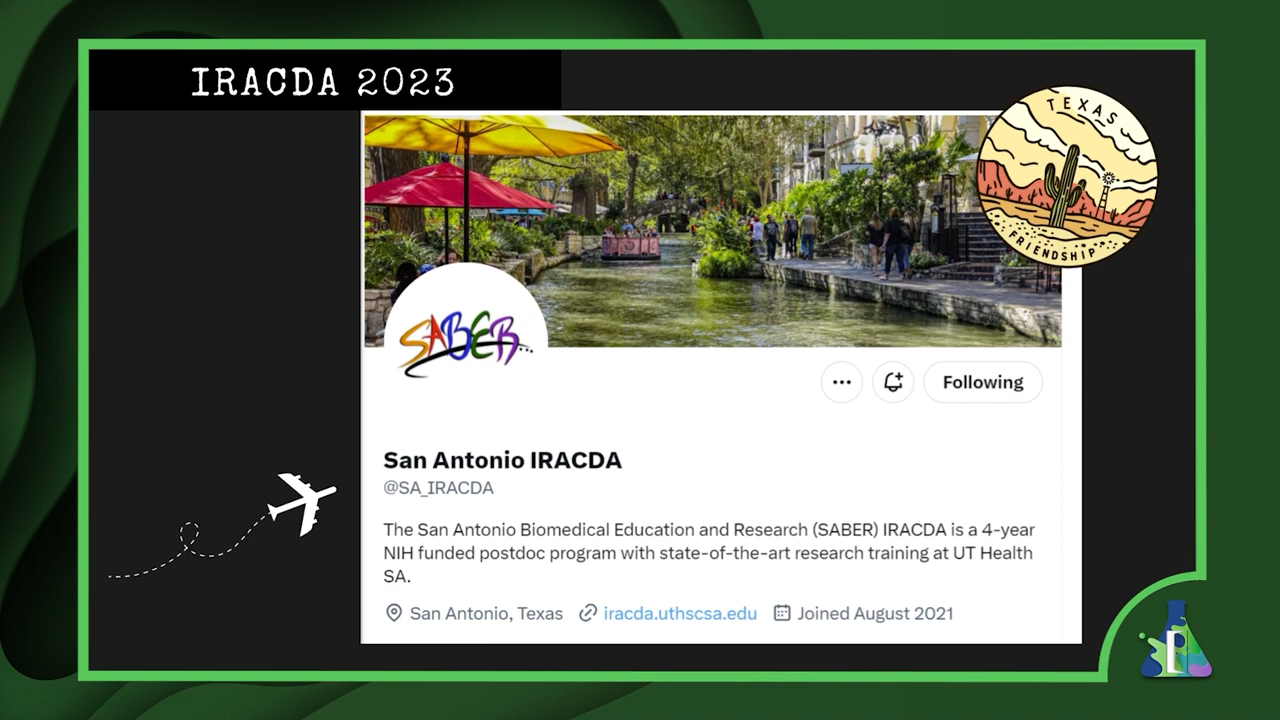 IRACDA 2023
TEXAS
FRIENDSHIP
SABER...
Following
San Antonio IRACDA
@SA_IRACDA
The San Antonio Biomedical Education and Research (SABER) IRACDA is a 4-year
NIH funded postdoc program with state-of-the-art research training at UT Health
SA.
San Antonio, Texas iracda.uthscsa.edu Joined August 2021
P